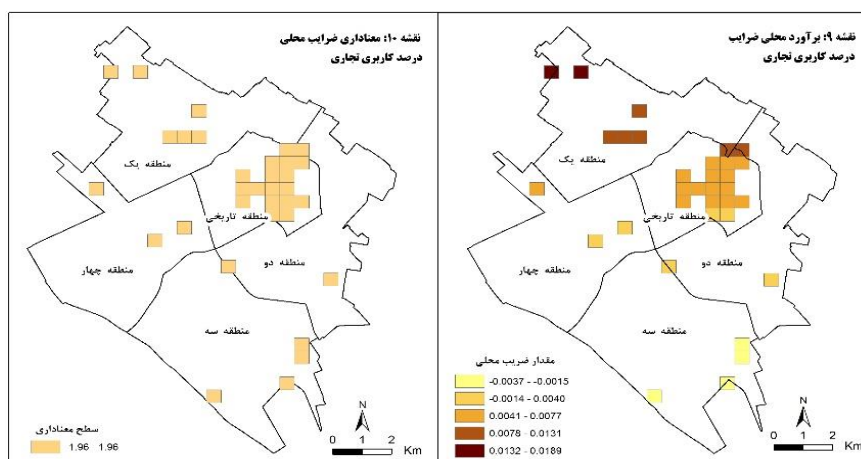 نقشه ۹: برآورد محلی ضرایب
درصد کاربری تجاری
منطقه یک
منطقه تاریخی
منطقه دو
منطقه چهار
منطقه سه
مقدار ضریب محلی
-0.0037 - -0.0015
-0.0014 - 0.0040
0.0041 - 0.0077
0.0078 - 0.0131
0.0132 - 0.0189
N
0 1 2
Km
نقشه ۱۰: معناداری ضرایب محلی
درصد کاربری تجاری
منطقه یک
منطقه تاریخی
منطقه دو
منطقه چهار
منطقه سه
سطح معناداری
1.96 1.96
N
0 1 2
Km